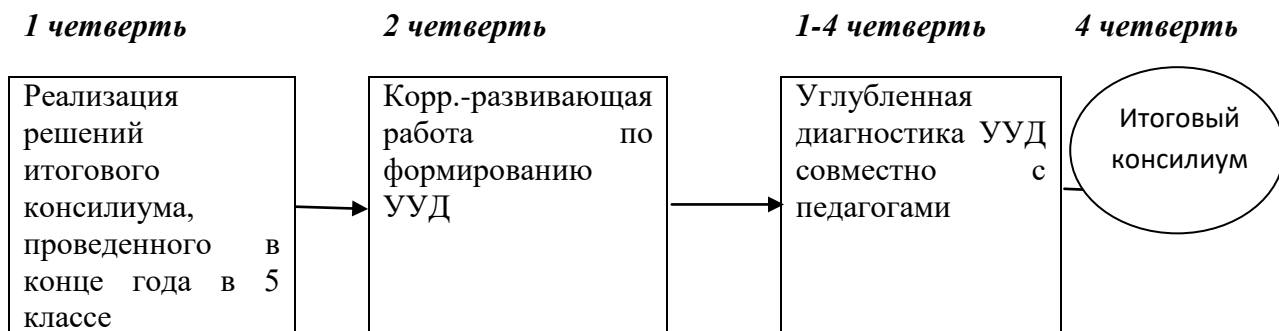 1 четверть
2 четверть
1-4 четверть
4 четверть
Реализация
решений
итогового
консилиума,
проведенного в
конце года в 5
классе
Корр.-развивающая
работа по
формированию
УУД
Углубленная
диагностика УУД
совместно с
педагогами
Итоговый
консилиум